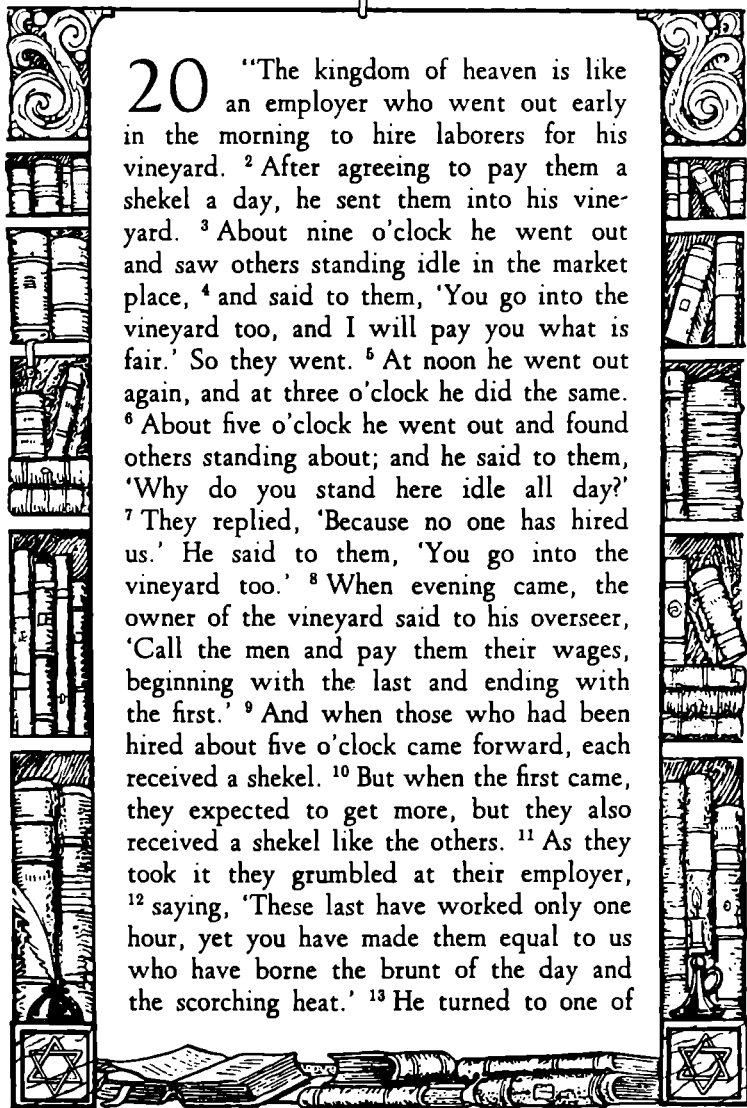 20 "The kingdom of heaven is like
an employer who went out early
in the morning to hire laborers for his
vineyard. 2 After agreeing to pay them a
shekel a day, he sent them into his vine-
yard. 3 About nine o'clock he went out
and saw others standing idle in the market
place, 4 and said to them, 'You go into the
vineyard too, and I will pay you what is
fair.' So they went. 5 At noon he went out
again, and at three o'clock he did the same.
6 About five o'clock he went out and found
others standing about; and he said to them,
'Why do you stand here idle all day?'
7 They replied, 'Because no one has hired
us.' He said to them, 'You go into the
vineyard too.' 8 When evening came, the
owner of the vineyard said to his overseer,
'Call the men and pay them their wages,
beginning with the last and ending with
the first.' 9 And when those who had been
hired about five o'clock came forward, each
received a shekel. 10 But when the first came,
they expected to get more, but they also
received a shekel like the others. 11 As they
took it they grumbled at their employer,
12 saying, 'These last have worked only one
hour, yet you have made them equal to us
who have borne the brunt of the day and
the scorching heat.' 13 He turned to one of